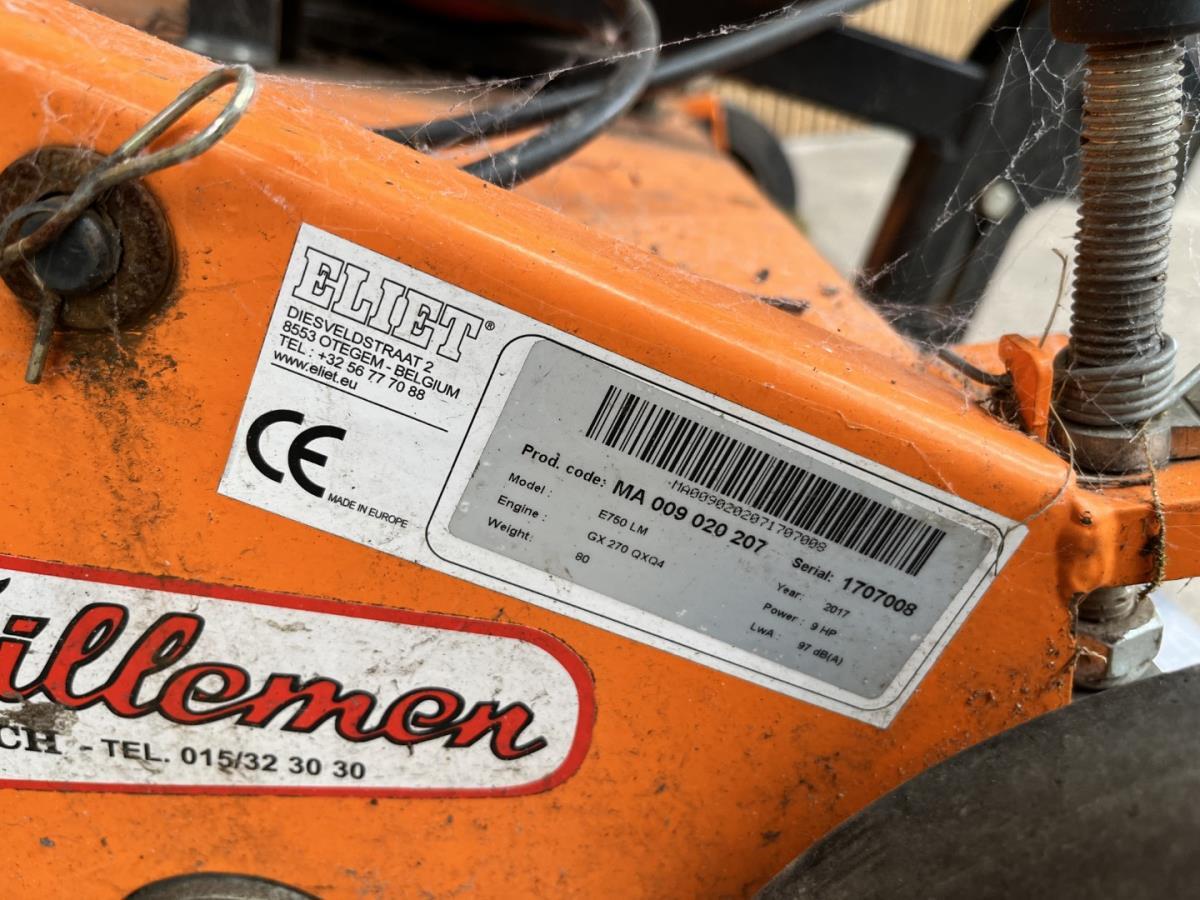 ELIET®
DIESVELDSTRAAT 2
8553 OTEGEM - BELGIUM
TEL : +32 56 77 70 88
www.eliet.eu
CE
MADE IN EUROPE
MA0090202071707008
Prod. code: MA 009 020 207 Serial: 1707008
Model : E750 LM Year: 2017
Engine : GX 270 QXQ4 Power : 9 HP
Weight: 80 LwA : 97 dB(A)
illemen
CH - TEL. 015/32 30 30